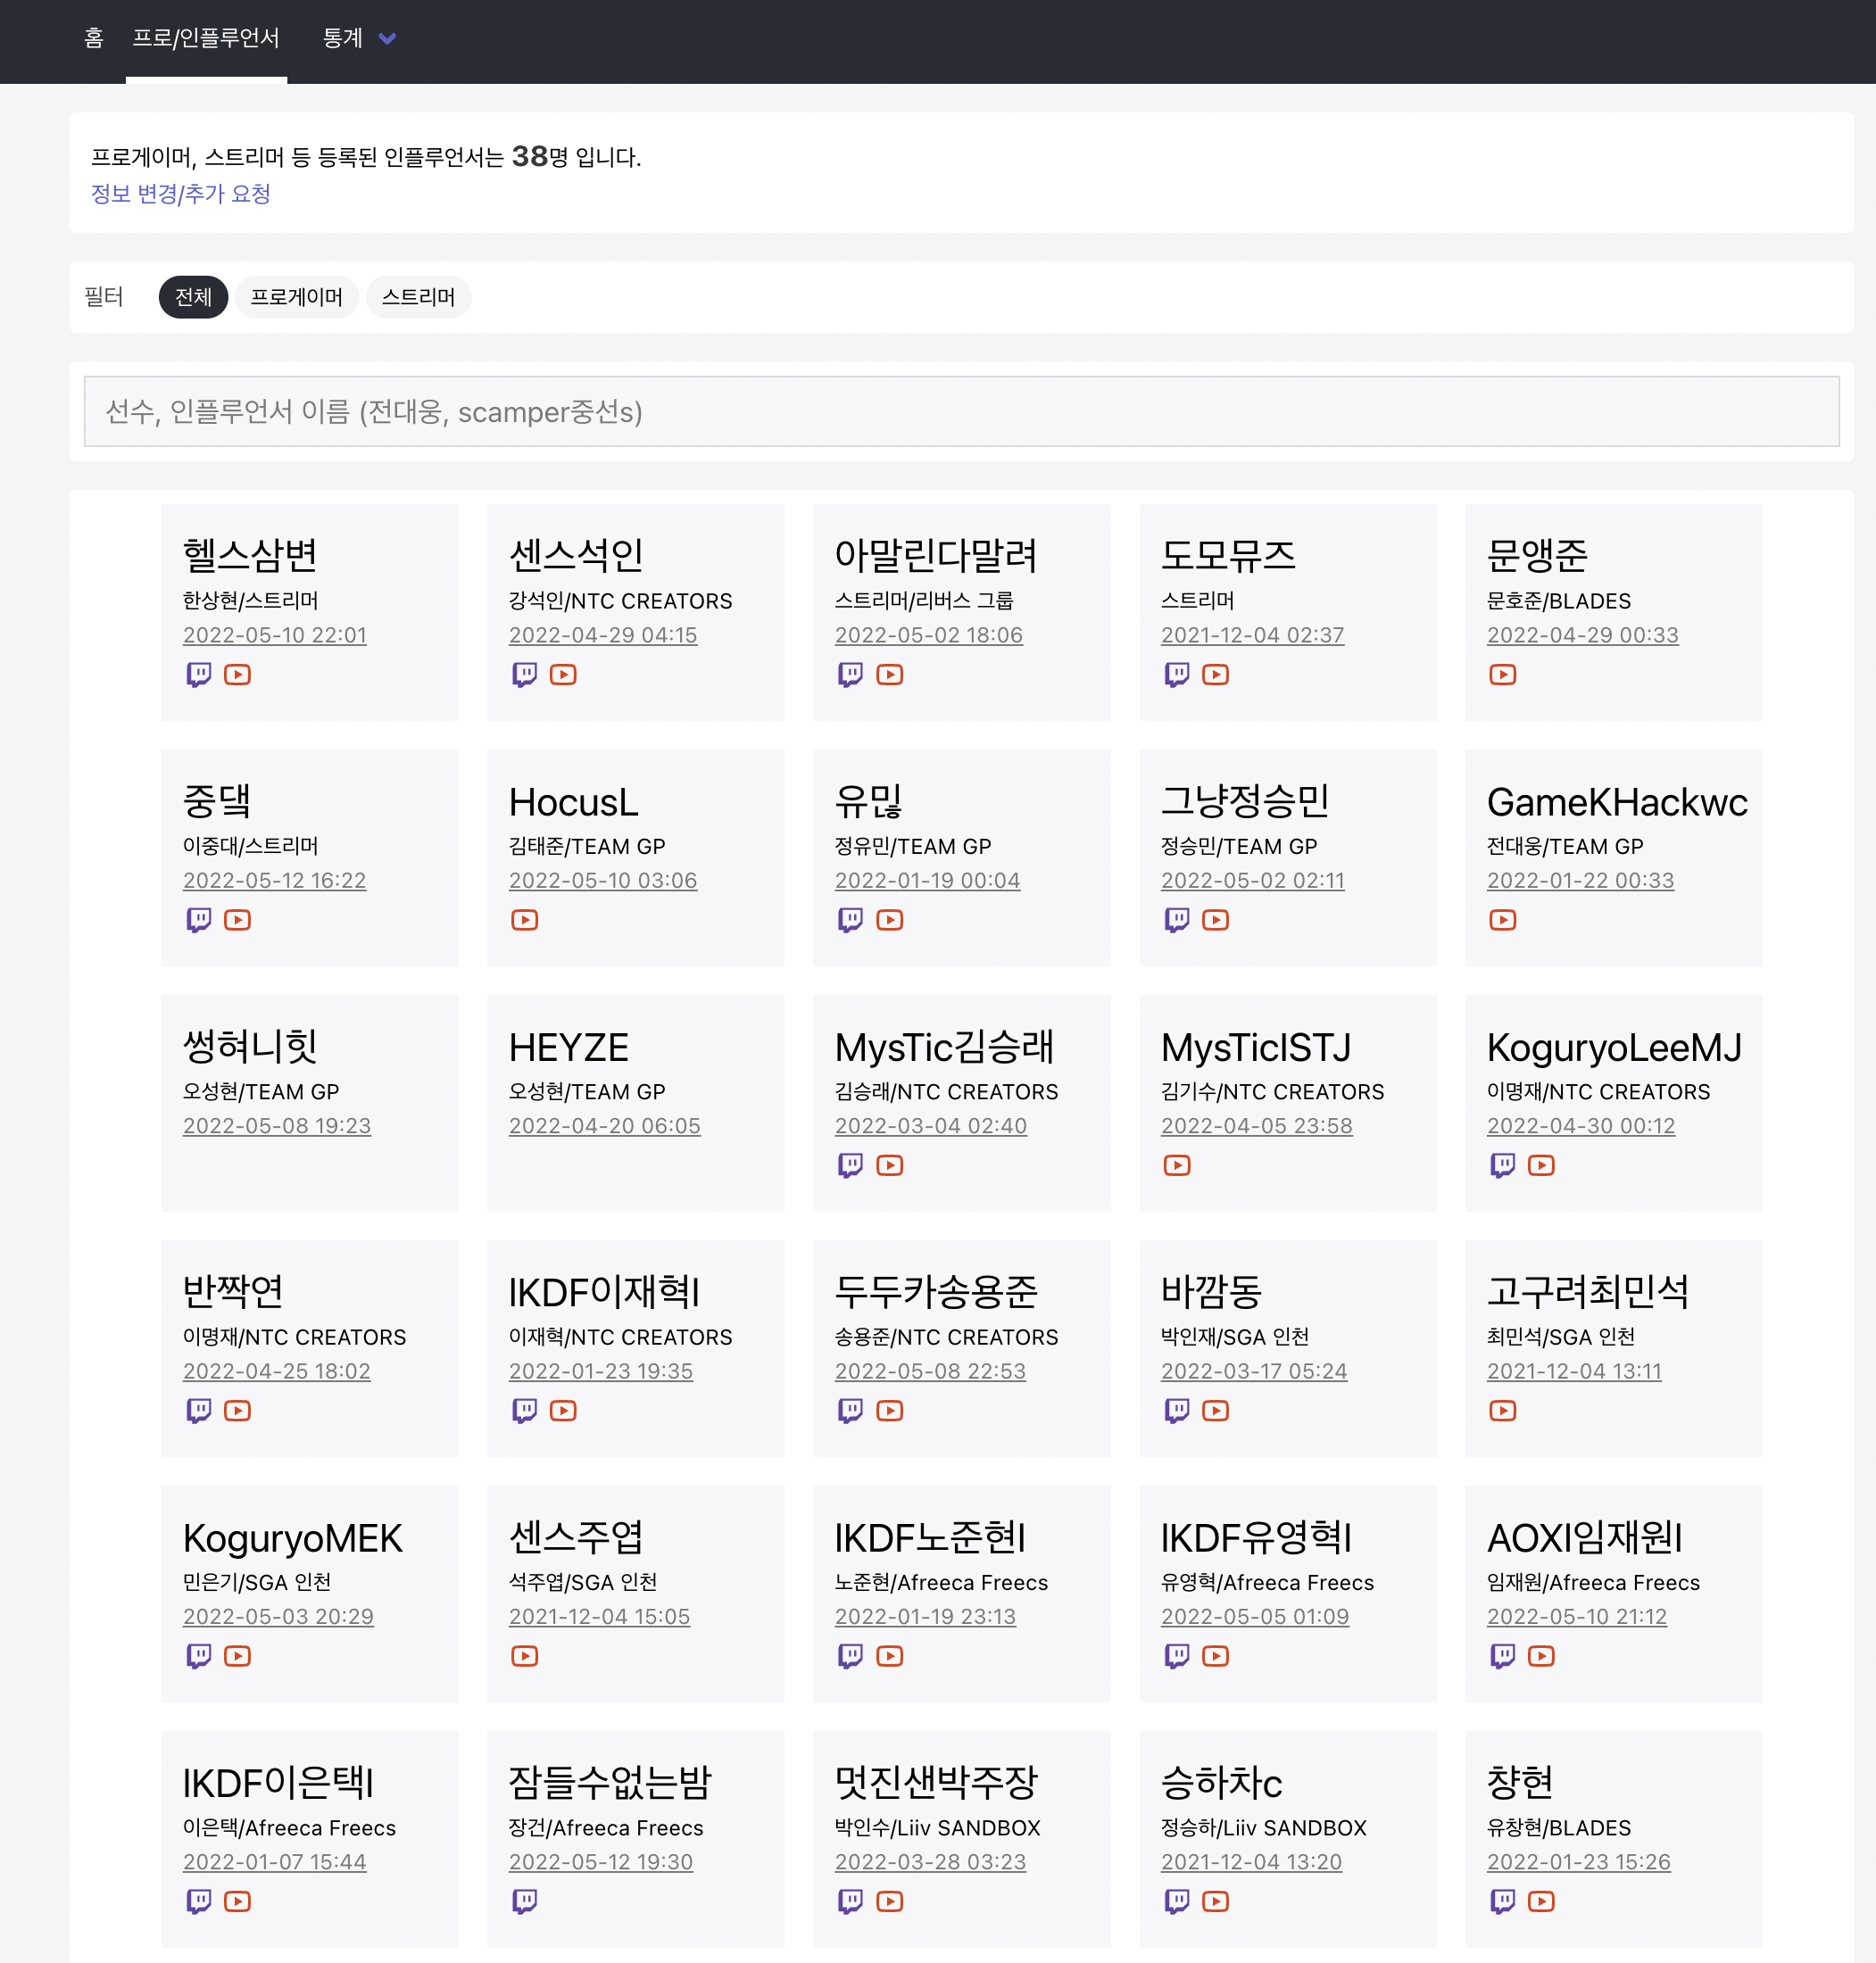 홈 프로/인플루언서 통계
프로게이머, 스트리머 등 등록된 인플루언서는 38명 입니다.
정보 변경/추가 요청
필터 전체 프로게이머 스트리머
선수, 인플루언서 이름 (전대웅, scamper중선s)
헬스삼변
한상현/스트리머
2022-05-10 22:01
센스석인
강석인/NTC CREATORS
2022-04-29 04:15
아말린다말려
스트리머/리버스 그룹
2022-05-02 18:06
도모뮤즈
스트리머
2021-12-04 02:37
문앵준
문호준/BLADES
2022-04-29 00:33
중댘
이중대/스트리머
2022-05-12 16:22
HocusL
김태준/TEAM GP
2022-05-10 03:06
유밚
정유민/TEAM GP
2022-01-19 00:04
그냥정승민
정승민/TEAM GP
2022-05-02 02:11
GameKHackwc
전대웅/TEAM GP
2022-01-22 00:33
썽혀니힛
오성현/TEAM GP
2022-05-08 19:23
HEYZE
오성현/TEAM GP
2022-04-20 06:05
MysTic김승래
김승래/NTC CREATORS
2022-03-04 02:40
MysTicISTJ
김기수/NTC CREATORS
2022-04-05 23:58
KoguryoLeeMJ
이명재/NTC CREATORS
2022-04-30 00:12
반짝연
이명재/NTC CREATORS
2022-04-25 18:02
IKDF이재혁I
이재혁/NTC CREATORS
2022-01-23 19:35
두두카송용준
송용준/NTC CREATORS
2022-05-08 22:53
바깜동
박인재/SGA 인천
2022-03-17 05:24
고구려최민석
최민석/SGA 인천
2021-12-04 13:11
KoguryoMEK
민은기/SGA 인천
2022-05-03 20:29
센스주엽
석주엽/SGA 인천
2021-12-04 15:05
IKDF노준현I
노준현/Afreeca Freecs
2022-01-19 23:13
IKDF유영혁I
유영혁/Afreeca Freecs
2022-05-05 01:09
AOXI임재원I
임재원/Afreeca Freecs
2022-05-10 21:12
IKDF이은택I
이은택/Afreeca Freecs
2022-01-07 15:44
잠들수없는밤
장건/Afreeca Freecs
2022-05-12 19:30
멋진샌박주장
박인수/Liiv SANDBOX
2022-03-28 03:23
승하차c
정승하/Liiv SANDBOX
2021-12-04 13:20
챵현
유창현/BLADES
2022-01-23 15:26